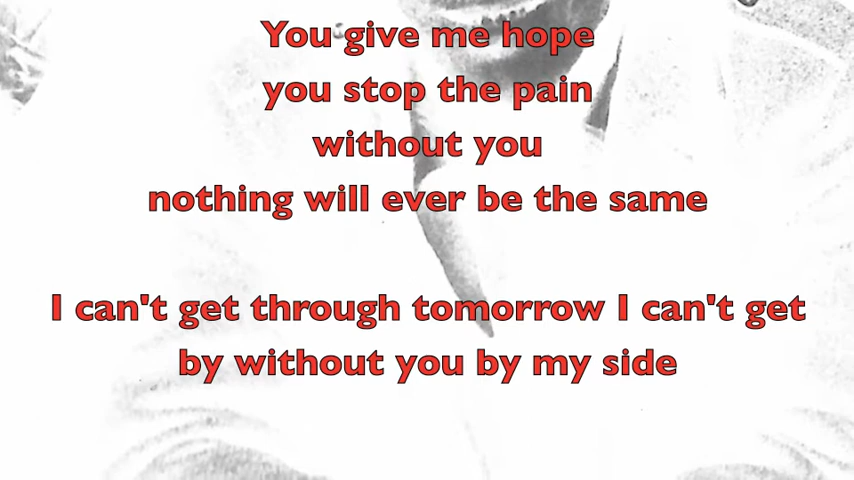 You give me hope
you stop the pain
without you
nothing will ever be the same
I can't get through tomorrow I can't get
by without you by my side